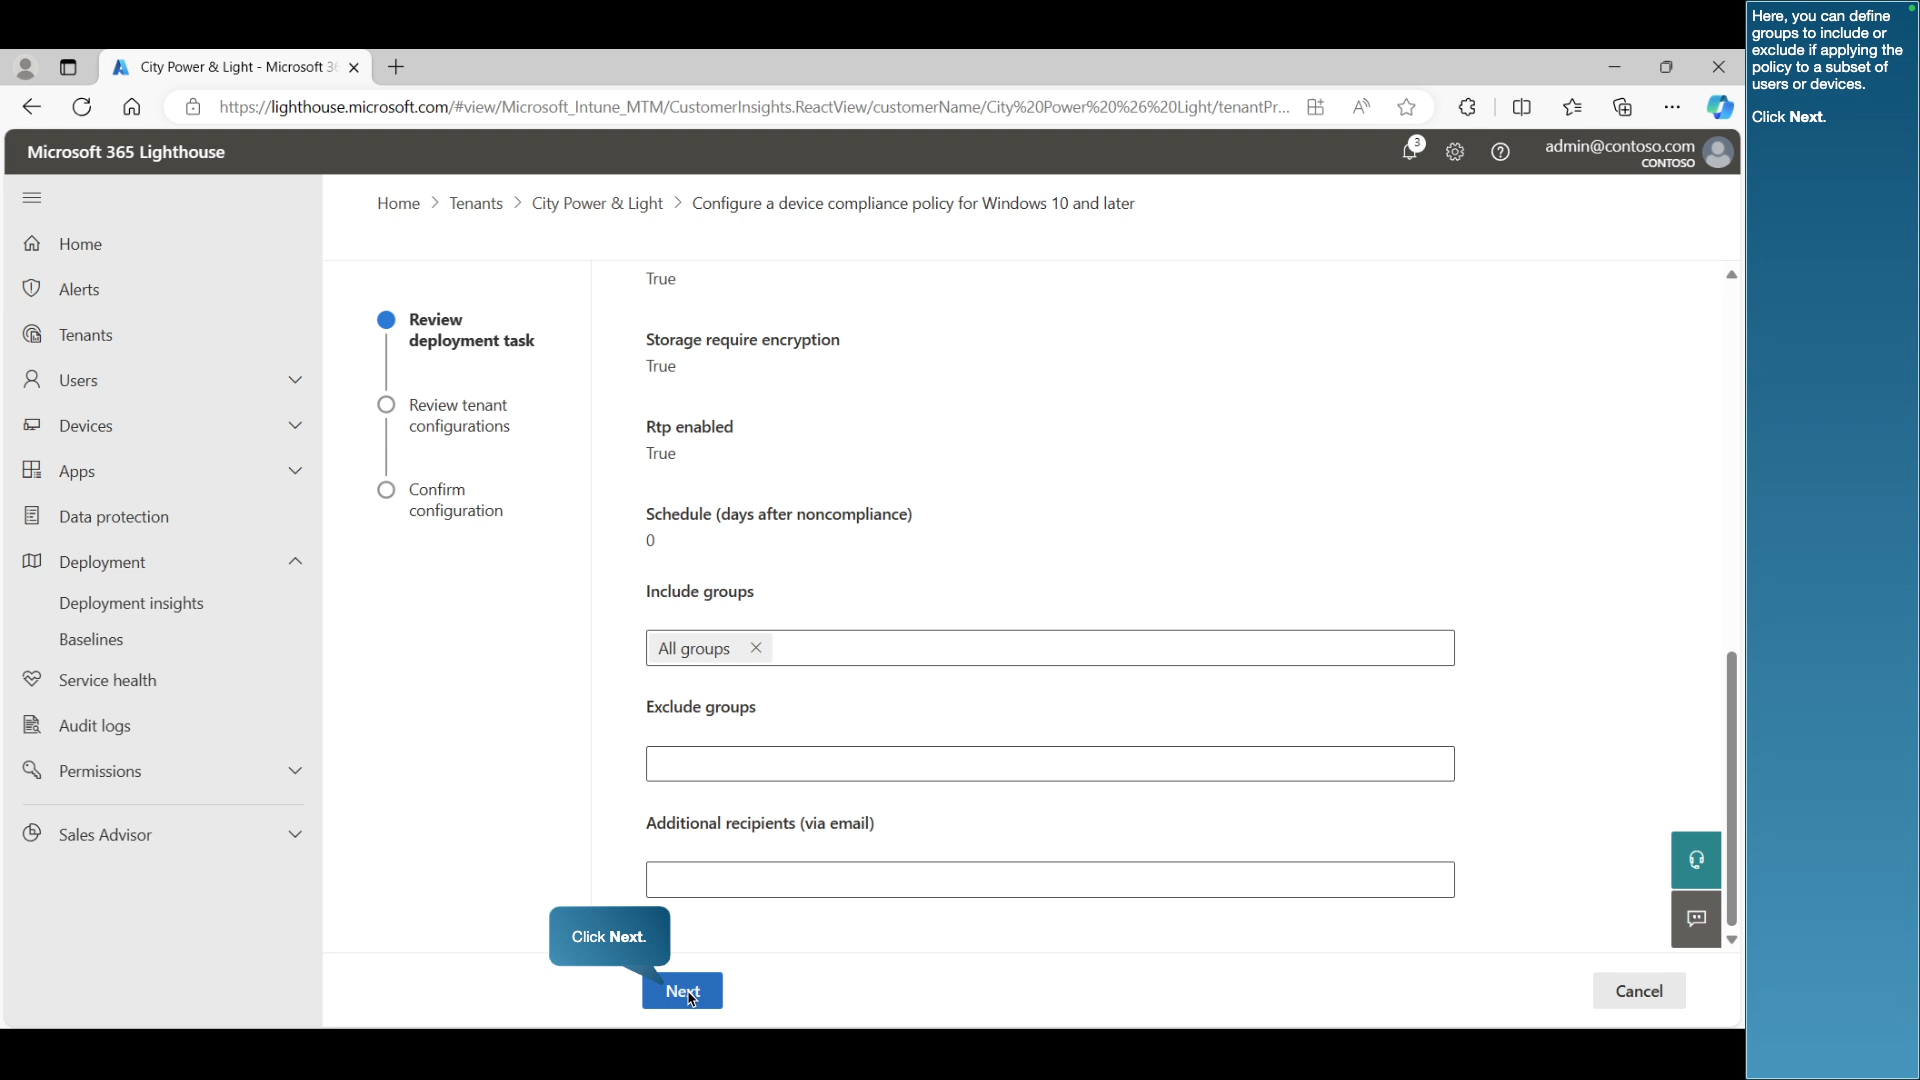 City Power & Light - Microsoft 36
https://lighthouse.microsoft.com/#view/Microsoft_Intune_MTM/CustomerInsights.ReactView/customerName/City%20Power%20%26%20Light/tenantPr...
Microsoft 365 Lighthouse
3
admin@contoso.com
CONTOSO
Home > Tenants > City Power & Light > Configure a device compliance policy for Windows 10 and later
Home
Alerts
Tenants
Users
Devices
Apps
Data protection
Deployment
Deployment insights
Baselines
Service health
Audit logs
Permissions
Sales Advisor
Review
deployment task
Review tenant
configurations
Confirm
configuration
True
Storage require encryption
True
Rtp enabled
True
Schedule (days after noncompliance)
0
Include groups
All groups
Exclude groups
Additional recipients (via email)
Click Next.
Next
Cancel
Here, you can define
groups to include or
exclude if applying the
policy to a subset of
users or devices.
Click Next.